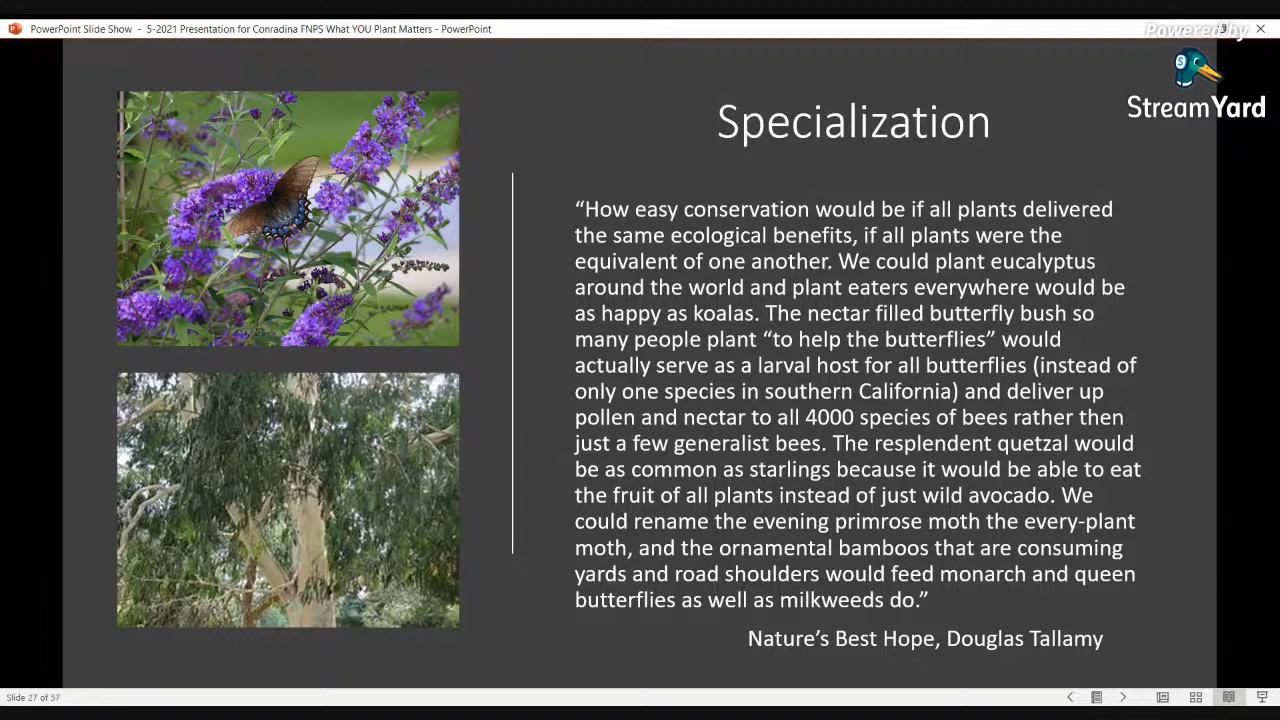 PowerPoint Slide Show - 5-2021 Presentation for Conradina FNPS What YOU Plant Matters - PowerPoint
Powered by
StreamYard
Specialization
“How easy conservation would be if all plants delivered
the same ecological benefits, if all plants were the
equivalent of one another. We could plant eucalyptus
around the world and plant eaters everywhere would be
as happy as koalas. The nectar filled butterfly bush so
many people plant “to help the butterflies” would
actually serve as a larval host for all butterflies (instead of
only one species in southern California) and deliver up
pollen and nectar to all 4000 species of bees rather then
just a few generalist bees. The resplendent quetzal would
be as common as starlings because it would be able to eat
the fruit of all plants instead of just wild avocado. We
could rename the evening primrose moth the every-plant
moth, and the ornamental bamboos that are consuming
yards and road shoulders would feed monarch and queen
butterflies as well as milkweeds do.”
Nature’s Best Hope, Douglas Tallamy
Slide 27 of 57